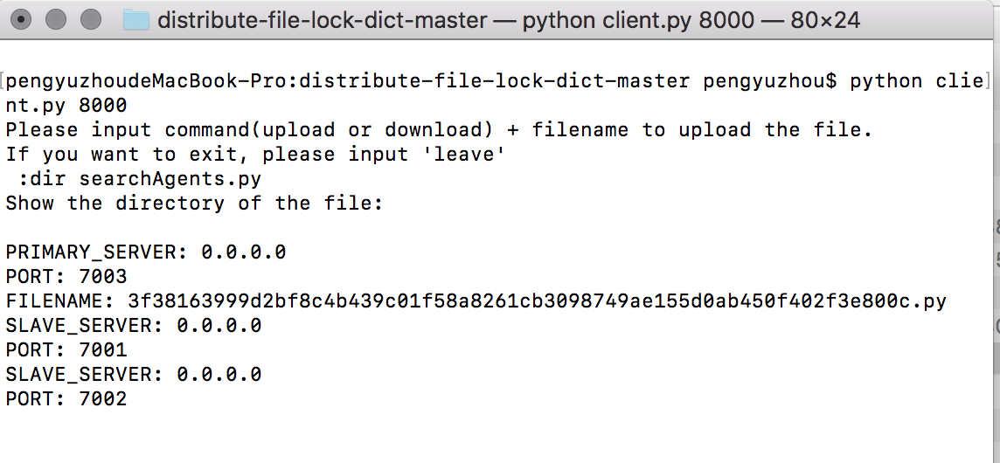 distribute-file-lock-dict-master — python client.py 8000 — 80×24
[pengyuzhoudeMacBook-Pro:distribute-file-lock-dict-master pengyuzhou$ python clie]
nt.py 8000
Please input command(upload or download) + filename to upload the file.
If you want to exit, please input 'leave'
:dir searchAgents.py
Show the directory of the file:
PRIMARY_SERVER: 0.0.0.0
PORT: 7003
FILENAME: 3f38163999d2bf8c4b439c01f58a8261cb3098749ae155d0ab450f402f3e800c.py
SLAVE_SERVER: 0.0.0.0
PORT: 7001
SLAVE_SERVER: 0.0.0.0
PORT: 7002